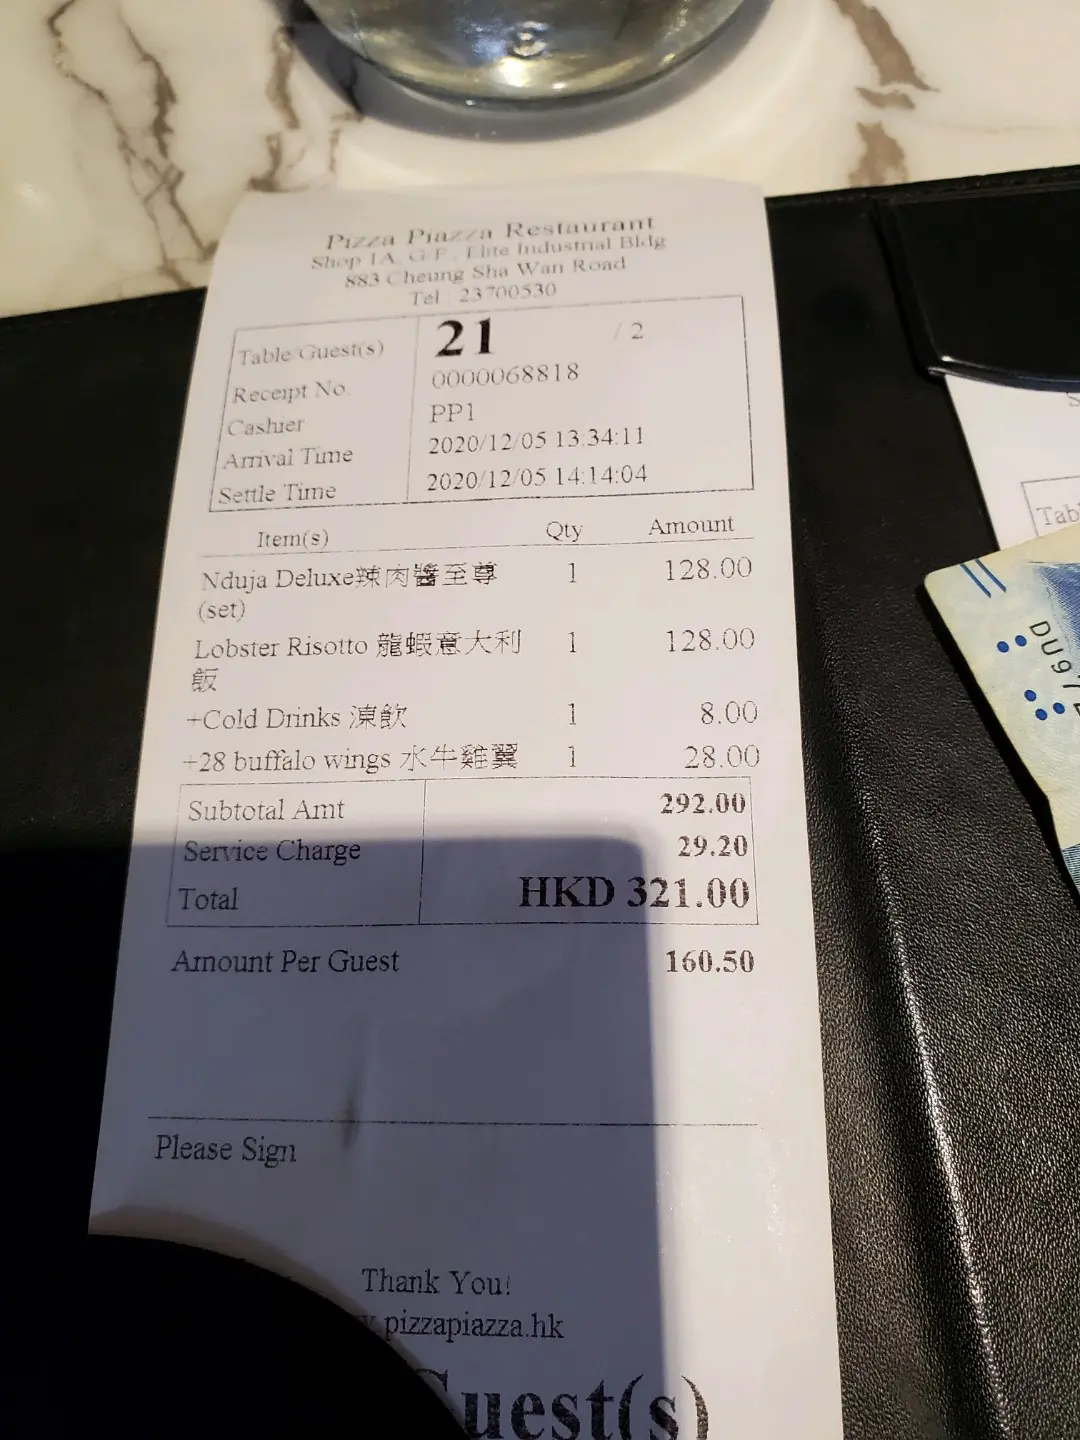 Pizza Piazza Restaurant
Shop 1A, G/F., Elite Industrial Bldg
883 Cheung Sha Wan Road
Tel : 23700530
Table/Guest(s) 21 / 2
Receipt No. 0000068818
Cashier PP1
Arrival Time 2020/12/05 13:34:11
Settle Time 2020/12/05 14:14:04
Item(s) Qty Amount
Nduja Deluxe辣肉醬至尊 1 128.00
(set)
Lobster Risotto 龍蝦意大利 1 128.00
飯
+Cold Drinks 凍飲 1 8.00
+28 buffalo wings 水牛雞翼 1 28.00
Subtotal Amt 292.00
Service Charge 29.20
Total HKD 321.00
Amount Per Guest 160.50
Please Sign
Thank You!
pizzapiazza.hk
Guest(s)
Tab
DU97